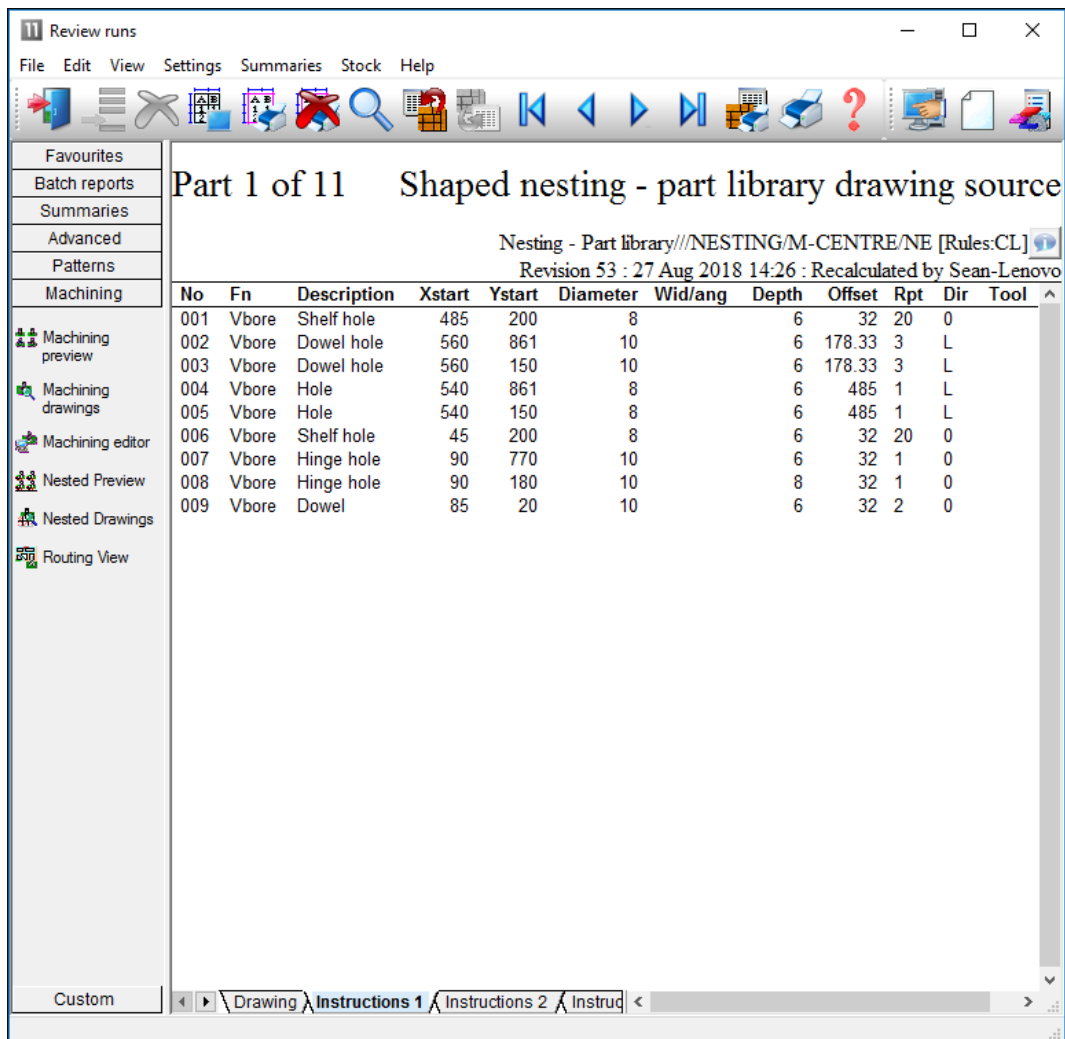 Review runs
File Edit View Settings Summaries Stock Help
Favourites
Batch reports
Summaries
Advanced
Patterns
Machining
Machining preview
Machining drawings
Machining editor
Nested Preview
Nested Drawings
Routing View
Custom
Part 1 of 11 Shaped nesting - part library drawing source
Nesting - Part library///NESTING/M-CENTRE/NE [Rules:CL]
Revision 53 : 27 Aug 2018 14:26 : Recalculated by Sean-Lenovo
No Fn Description Xstart Ystart Diameter Wid/ang Depth Offset Rpt Dir Tool
001 Vbore Shelf hole 485 200 8 6 32 20 0
002 Vbore Dowel hole 560 861 10 6 178.33 3 L
003 Vbore Dowel hole 560 150 10 6 178.33 3 L
004 Vbore Hole 540 861 8 6 485 1 L
005 Vbore Hole 540 150 8 6 485 1 L
006 Vbore Shelf hole 45 200 8 6 32 20 0
007 Vbore Hinge hole 90 770 10 6 32 1 0
008 Vbore Hinge hole 90 180 10 8 32 1 0
009 Vbore Dowel 85 20 10 6 32 2 0
Drawing Instructions 1 Instructions 2 Instruc